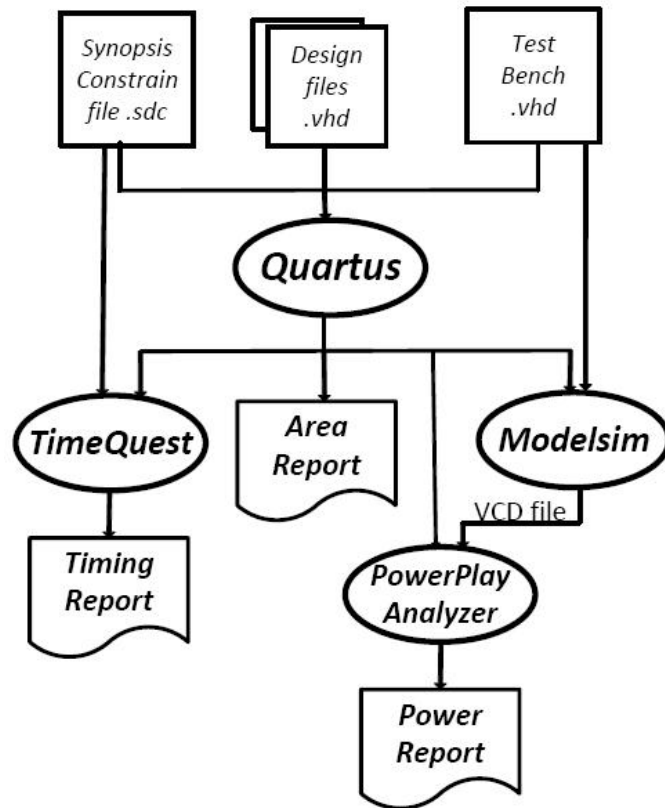 Synopsis
Constrain
file .sdc
Design
files
.vhd
Test
Bench
.vhd
Quartus
TimeQuest
Area
Report
Modelsim
VCD file
Timing
Report
PowerPlay
Analyzer
Power
Report